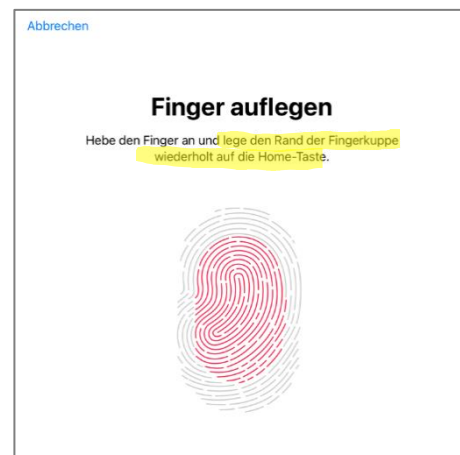 Abbrechen
Finger auflegen
Hebe den Finger an und lege den Rand der Fingerkuppe
wiederholt auf die Home-Taste.